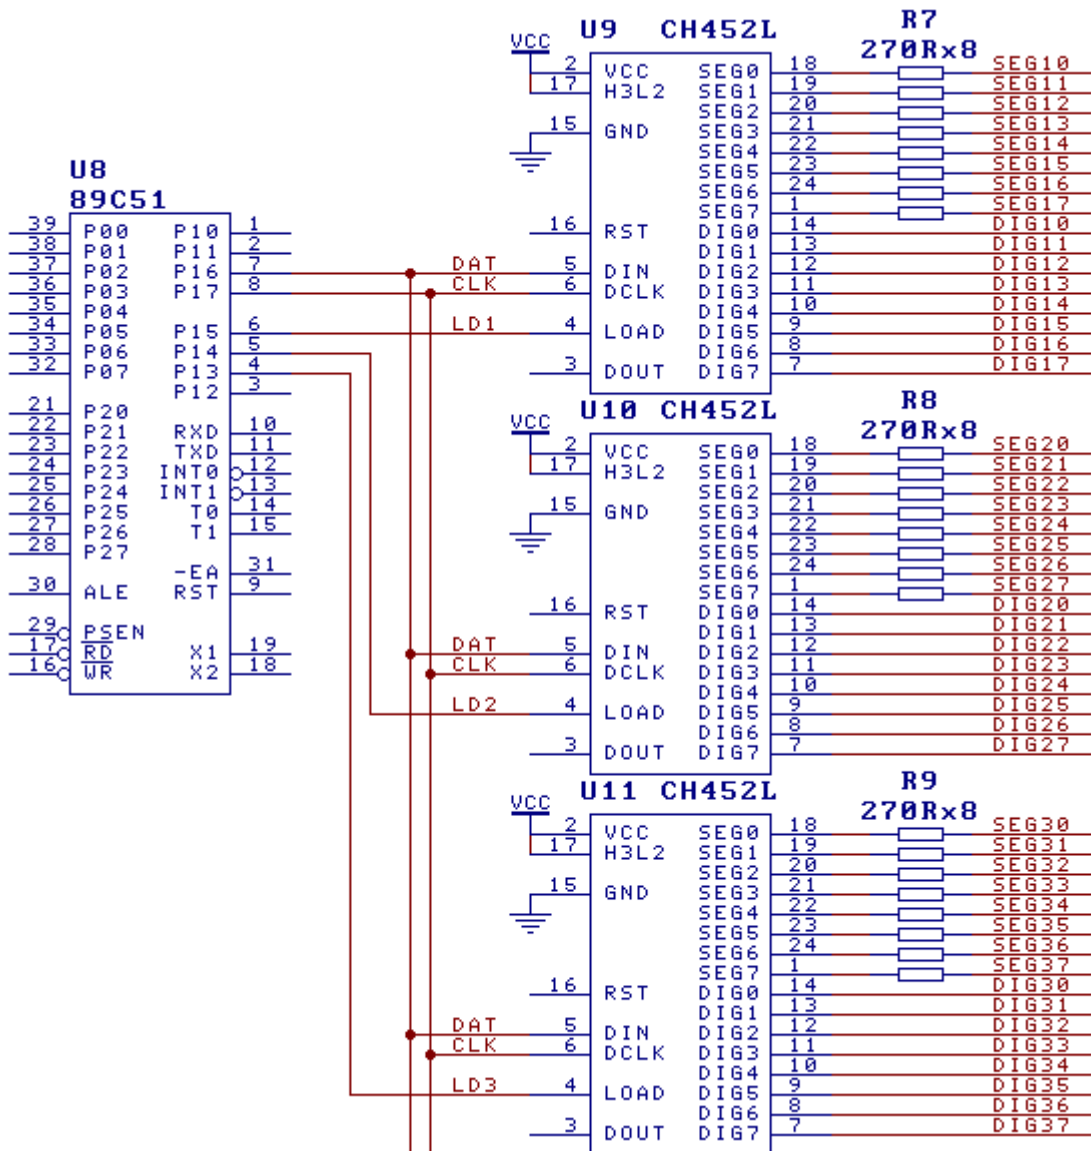 U8
89C51
39 P00 P10 1
38 P01 P11 2
37 P02 P16 7
36 P03 P17 8
35 P04
34 P05 P15 6
33 P06 P14 5
32 P07 P13 4
P12 3
21 P20
22 P21 RXD 10
23 P22 TXD 11
24 P23 INT0 12
25 P24 INT1 13
26 P25 T0 14
27 P26 T1 15
28 P27
-EA 31
30 ALE RST 9
29 PSEN
17 RD X1 19
16 WR X2 18
U9 CH452L R7
VCC 270Rx8
2 VCC SEG0 18 SEG10
17 H3L2 SEG1 19 SEG11
SEG2 20 SEG12
15 GND SEG3 21 SEG13
SEG4 22 SEG14
SEG5 23 SEG15
SEG6 24 SEG16
SEG7 1 SEG17
16 RST DIG0 14 DIG10
DIG1 13 DIG11
DAT 5 DIN DIG2 12 DIG12
CLK 6 DCLK DIG3 11 DIG13
DIG4 10 DIG14
LD1 4 LOAD DIG5 9 DIG15
DIG6 8 DIG16
3 DOUT DIG7 7 DIG17
U10 CH452L R8
VCC 270Rx8
2 VCC SEG0 18 SEG20
17 H3L2 SEG1 19 SEG21
SEG2 20 SEG22
15 GND SEG3 21 SEG23
SEG4 22 SEG24
SEG5 23 SEG25
SEG6 24 SEG26
SEG7 1 SEG27
16 RST DIG0 14 DIG20
DIG1 13 DIG21
DAT 5 DIN DIG2 12 DIG22
CLK 6 DCLK DIG3 11 DIG23
DIG4 10 DIG24
LD2 4 LOAD DIG5 9 DIG25
DIG6 8 DIG26
3 DOUT DIG7 7 DIG27
U11 CH452L R9
VCC 270Rx8
2 VCC SEG0 18 SEG30
17 H3L2 SEG1 19 SEG31
SEG2 20 SEG32
15 GND SEG3 21 SEG33
SEG4 22 SEG34
SEG5 23 SEG35
SEG6 24 SEG36
SEG7 1 SEG37
16 RST DIG0 14 DIG30
DIG1 13 DIG31
DAT 5 DIN DIG2 12 DIG32
CLK 6 DCLK DIG3 11 DIG33
DIG4 10 DIG34
LD3 4 LOAD DIG5 9 DIG35
DIG6 8 DIG36
3 DOUT DIG7 7 DIG37